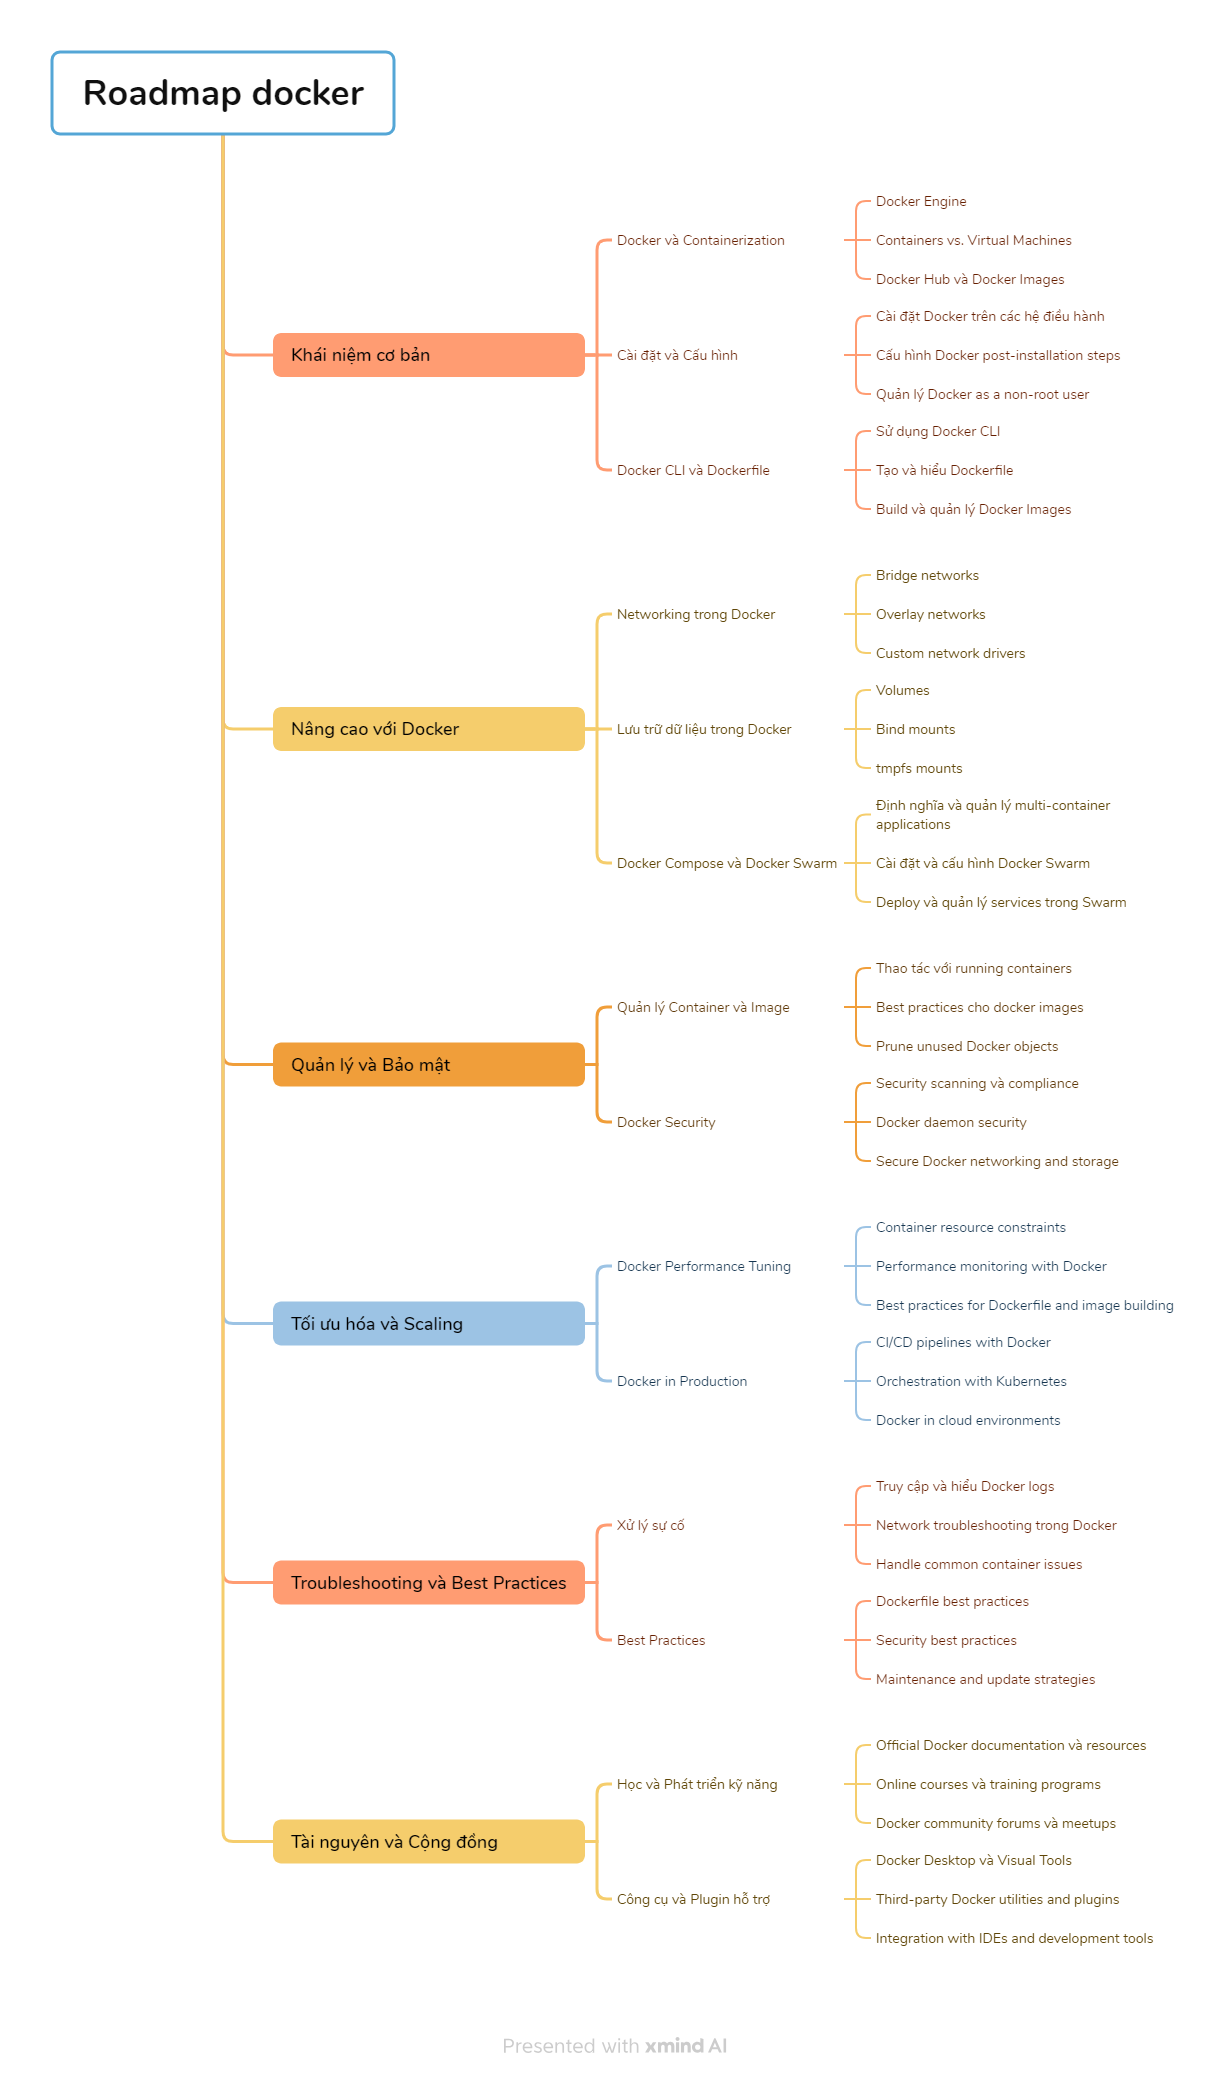 Roadmap docker
Khái niệm cơ bản
Docker và Containerization
Docker Engine
Containers vs. Virtual Machines
Docker Hub và Docker Images
Cài đặt và Cấu hình
Cài đặt Docker trên các hệ điều hành
Cấu hình Docker post-installation steps
Quản lý Docker as a non-root user
Docker CLI và Dockerfile
Sử dụng Docker CLI
Tạo và hiểu Dockerfile
Build và quản lý Docker Images
Nâng cao với Docker
Networking trong Docker
Bridge networks
Overlay networks
Custom network drivers
Lưu trữ dữ liệu trong Docker
Volumes
Bind mounts
tmpfs mounts
Docker Compose và Docker Swarm
Định nghĩa và quản lý multi-container
applications
Cài đặt và cấu hình Docker Swarm
Deploy và quản lý services trong Swarm
Quản lý và Bảo mật
Quản lý Container và Image
Thao tác với running containers
Best practices cho docker images
Prune unused Docker objects
Docker Security
Security scanning và compliance
Docker daemon security
Secure Docker networking and storage
Tối ưu hóa và Scaling
Docker Performance Tuning
Container resource constraints
Performance monitoring with Docker
Best practices for Dockerfile and image building
Docker in Production
CI/CD pipelines with Docker
Orchestration with Kubernetes
Docker in cloud environments
Troubleshooting và Best Practices
Xử lý sự cố
Truy cập và hiểu Docker logs
Network troubleshooting trong Docker
Handle common container issues
Best Practices
Dockerfile best practices
Security best practices
Maintenance and update strategies
Tài nguyên và Cộng đồng
Học và Phát triển kỹ năng
Official Docker documentation và resources
Online courses và training programs
Docker community forums và meetups
Công cụ và Plugin hỗ trợ
Docker Desktop và Visual Tools
Third-party Docker utilities and plugins
Integration with IDEs and development tools
Presented with xmind AI